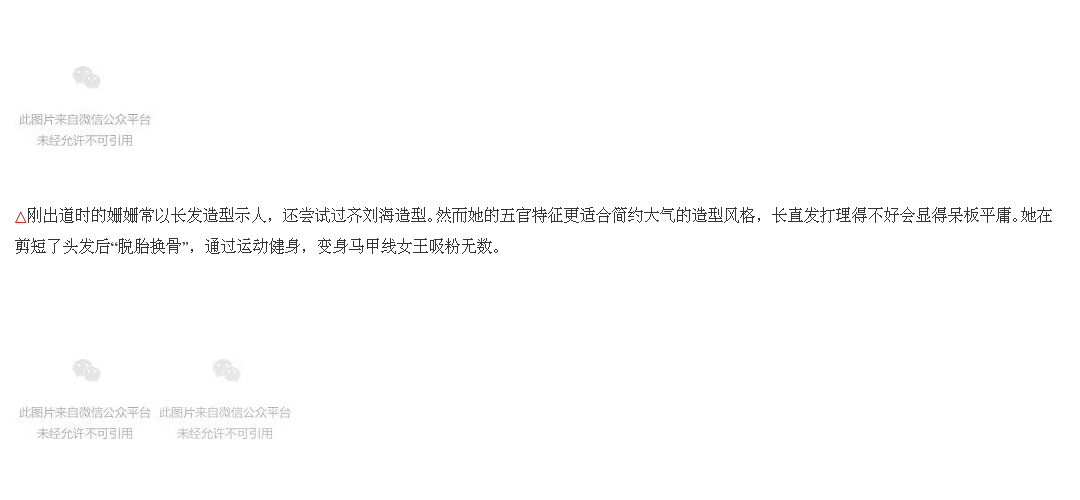 此图片来自微信公众平台
未经允许不可引用
△刚出道时的姗姗常以长发造型示人，还尝试过齐刘海造型。然而她的五官特征更适合简约大气的造型风格，长直发打理得不好会显得呆板平庸。她在
剪短了头发后“脱胎换骨”，通过运动健身，变身马甲线女王吸粉无数。
此图片来自微信公众平台 此图片来自微信公众平台
未经允许不可引用 未经允许不可引用